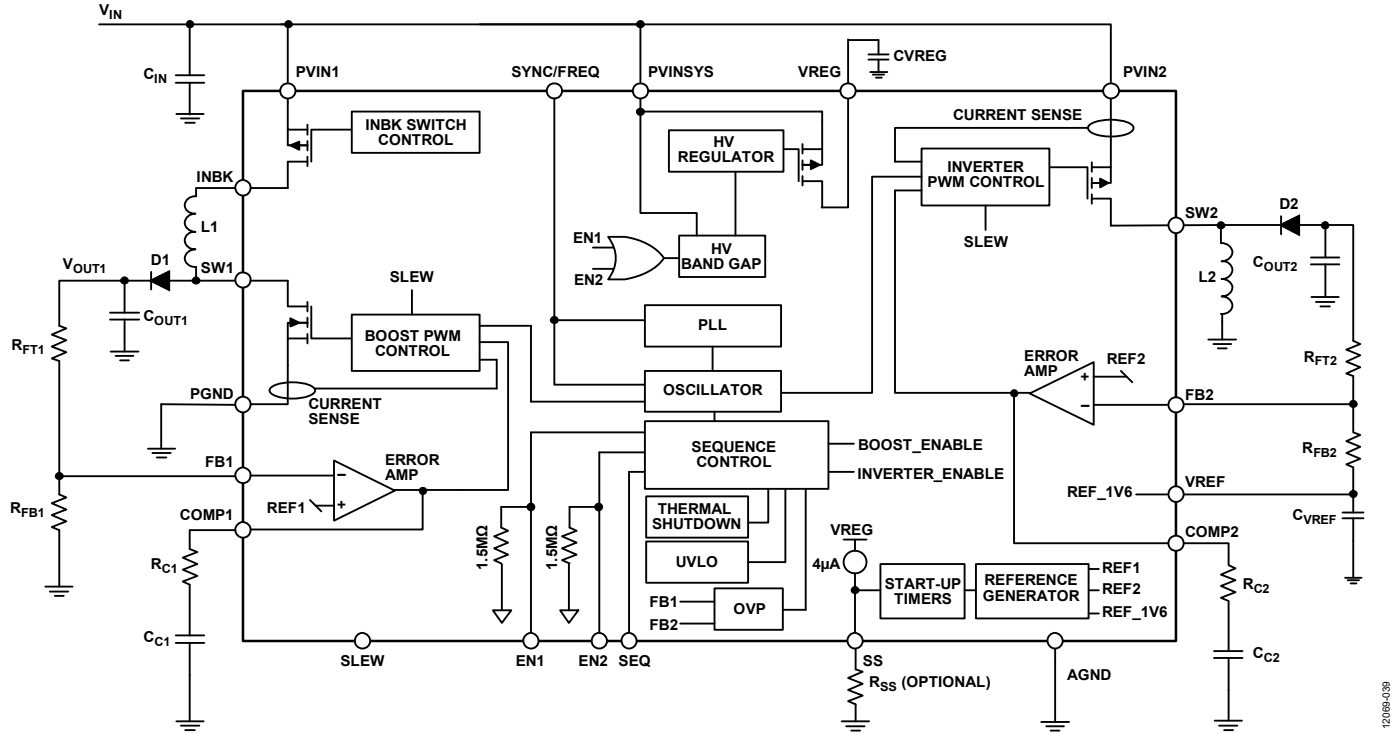 VIN
CIN
PVIN1
SYNC/FREQ
PVINSYS
VREG
CVREG
PVIN2
INBK SWITCH
CONTROL
HV
REGULATOR
CURRENT SENSE
INVERTER
PWM CONTROL
SLEW
INBK
L1
EN1
EN2
HV
BAND GAP
SW2
D2
L2
COUT2
VOUT1
D1
SW1
COUT1
RFT1
SLEW
BOOST PWM
CONTROL
PLL
OSCILLATOR
PGND
CURRENT
SENSE
ERROR
AMP
+
REF2
−
RFT2
FB2
FB1
−
ERROR
AMP
REF1
+
RFB1
COMP1
SEQUENCE
CONTROL
BOOST_ENABLE
INVERTER_ENABLE
RFB2
REF_1V6
VREF
CVREF
COMP2
THERMAL
SHUTDOWN
UVLO
OVP
FB1
FB2
1.5MΩ
1.5MΩ
VREG
4µA
START-UP
TIMERS
REFERENCE
GENERATOR
REF1
REF2
REF_1V6
RC1
CC1
RC2
CC2
SLEW
EN1
EN2
SEQ
SS
AGND
RSS (OPTIONAL)
12069-039